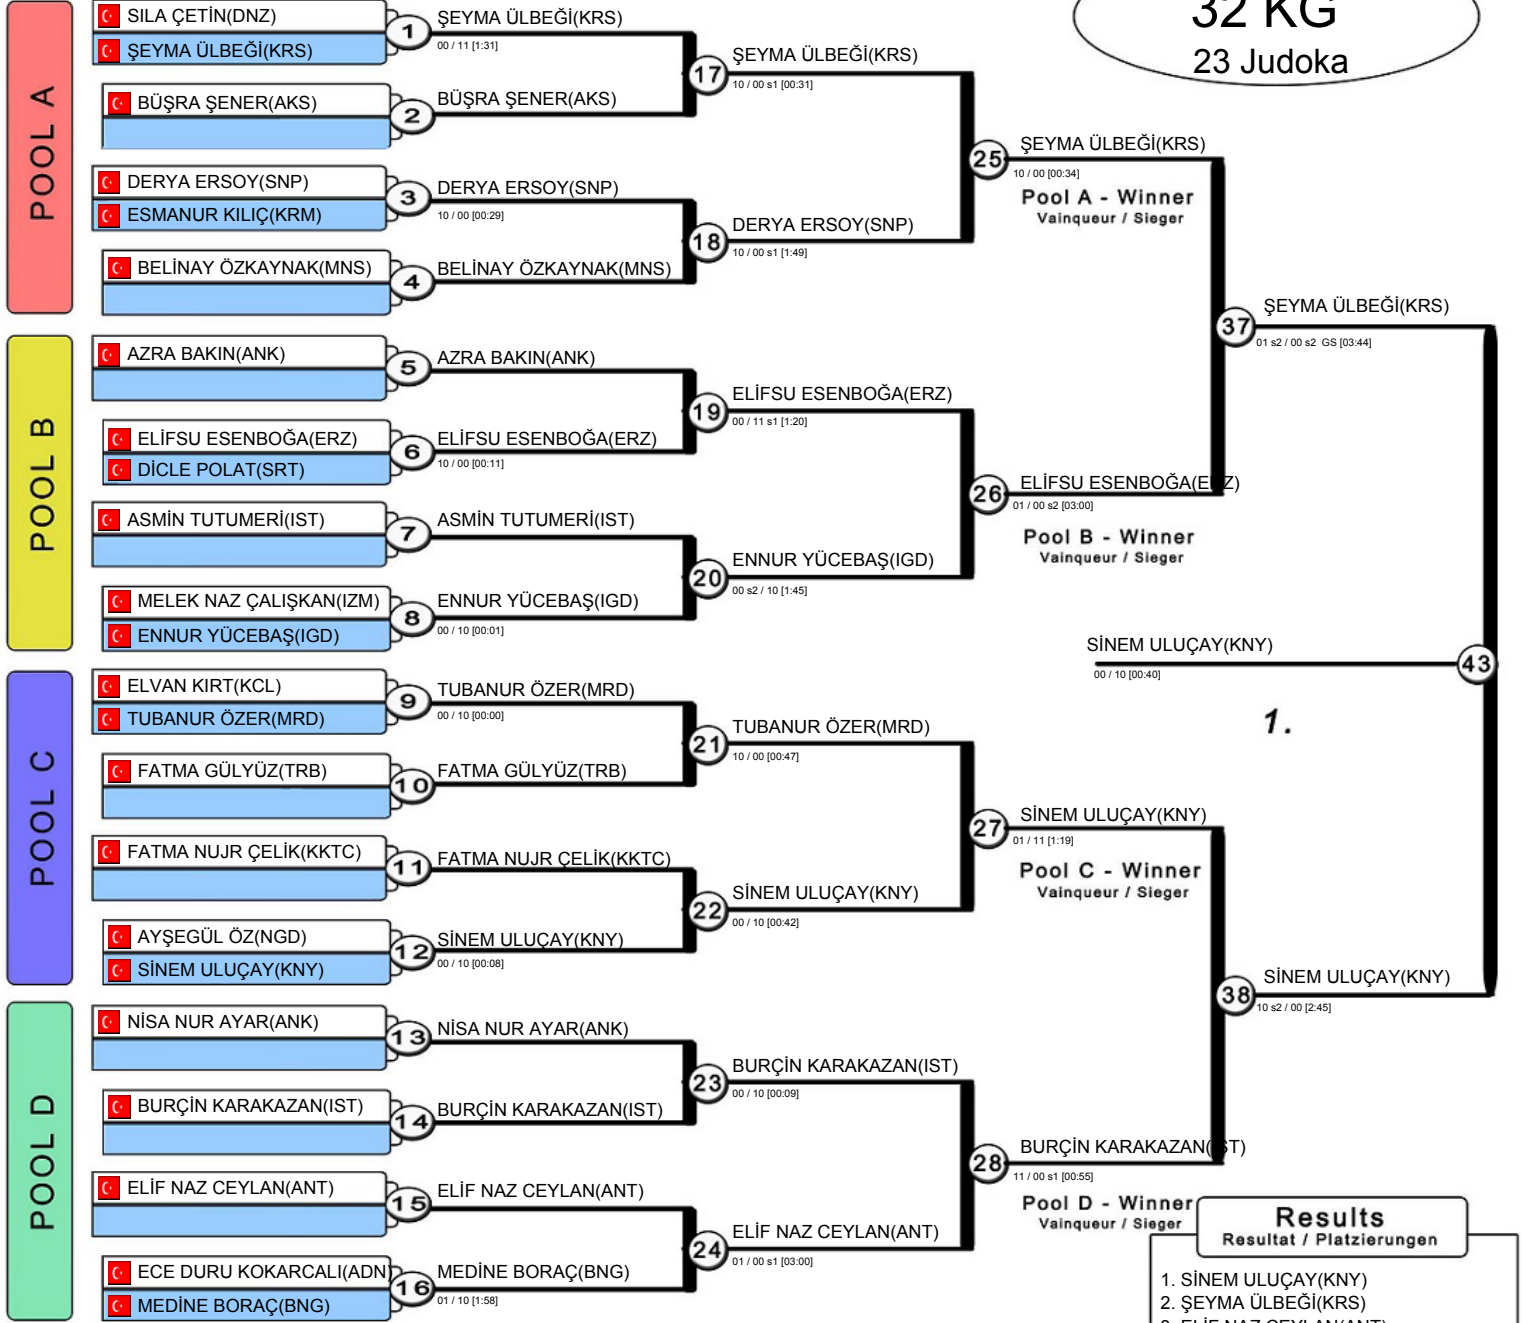 32 KG
23 Judoka
POOL A
SILA ÇETİN(DNZ)
ŞEYMA ÜLBEĞİ(KRS)
1
ŞEYMA ÜLBEĞİ(KRS)
00 / 11 [1:31]
BÜŞRA ŞENER(AKS)
2
BÜŞRA ŞENER(AKS)
17
ŞEYMA ÜLBEĞİ(KRS)
10 / 00 s1 [00:31]
DERYA ERSOY(SNP)
ESMANUR KILIÇ(KRM)
3
DERYA ERSOY(SNP)
10 / 00 [00:29]
BELİNAY ÖZKAYNAK(MNS)
4
BELİNAY ÖZKAYNAK(MNS)
18
DERYA ERSOY(SNP)
10 / 00 s1 [1:49]
25
ŞEYMA ÜLBEĞİ(KRS)
10 / 00 [00:34]
Pool A - Winner
Vainqueur / Sieger
POOL B
AZRA BAKIN(ANK)
5
AZRA BAKIN(ANK)
ELİFSU ESENBOĞA(ERZ)
DİCLE POLAT(SRT)
6
ELİFSU ESENBOĞA(ERZ)
10 / 00 [00:11]
19
ELİFSU ESENBOĞA(ERZ)
00 / 11 s1 [1:20]
ASMİN TUTUMERİ(IST)
7
ASMİN TUTUMERİ(IST)
MELEK NAZ ÇALIŞKAN(IZM)
ENNUR YÜCEBAŞ(IGD)
8
ENNUR YÜCEBAŞ(IGD)
00 / 10 [00:01]
20
ENNUR YÜCEBAŞ(IGD)
00 s2 / 10 [1:45]
26
ELİFSU ESENBOĞA(ERZ)
01 / 00 s2 [03:00]
Pool B - Winner
Vainqueur / Sieger
37
ŞEYMA ÜLBEĞİ(KRS)
01 s2 / 00 s2 GS [03:44]
POOL C
ELVAN KIRT(KCL)
TUBANUR ÖZER(MRD)
9
TUBANUR ÖZER(MRD)
00 / 10 [00:00]
FATMA GÜLYÜZ(TRB)
10
FATMA GÜLYÜZ(TRB)
21
TUBANUR ÖZER(MRD)
10 / 00 [00:47]
FATMA NUJR ÇELİK(KKTC)
11
FATMA NUJR ÇELİK(KKTC)
AYŞEGÜL ÖZ(NGD)
SİNEM ULUÇAY(KNY)
12
SİNEM ULUÇAY(KNY)
00 / 10 [00:08]
22
SİNEM ULUÇAY(KNY)
00 / 10 [00:42]
27
SİNEM ULUÇAY(KNY)
01 / 11 [1:19]
Pool C - Winner
Vainqueur / Sieger
POOL D
NİSA NUR AYAR(ANK)
13
NİSA NUR AYAR(ANK)
BURÇİN KARAKAZAN(IST)
14
BURÇİN KARAKAZAN(IST)
23
BURÇİN KARAKAZAN(IST)
00 / 10 [00:09]
ELİF NAZ CEYLAN(ANT)
15
ELİF NAZ CEYLAN(ANT)
ECE DURU KOKARCALI(ADN)
MEDİNE BORAÇ(BNG)
16
MEDİNE BORAÇ(BNG)
01 / 10 [1:58]
24
ELİF NAZ CEYLAN(ANT)
01 / 00 s1 [03:00]
28
BURÇİN KARAKAZAN(IST)
11 / 00 s1 [00:55]
Pool D - Winner
Vainqueur / Sieger
38
SİNEM ULUÇAY(KNY)
10 s2 / 00 [2:45]
SİNEM ULUÇAY(KNY)
43
00 / 10 [00:40]
1.
Results
Resultat / Platzierungen
1. SİNEM ULUÇAY(KNY)
2. ŞEYMA ÜLBEĞİ(KRS)
3. ELİF NAZ CEYLAN(ANT)